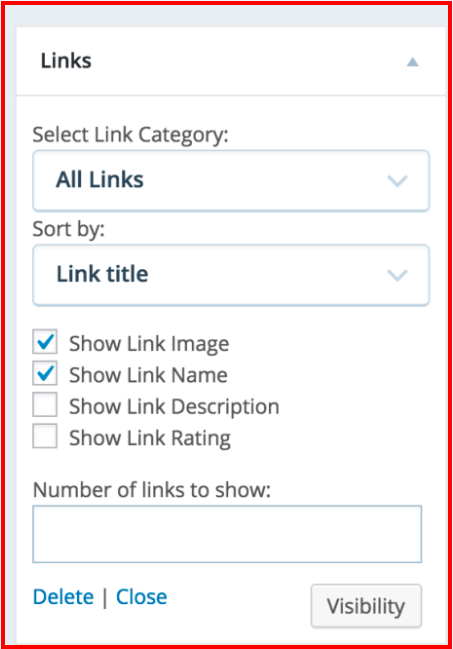 Links
Select Link Category:
All Links
Sort by:
Link title
Show Link Image
Show Link Name
Show Link Description
Show Link Rating
Number of links to show:
Delete | Close
Visibility